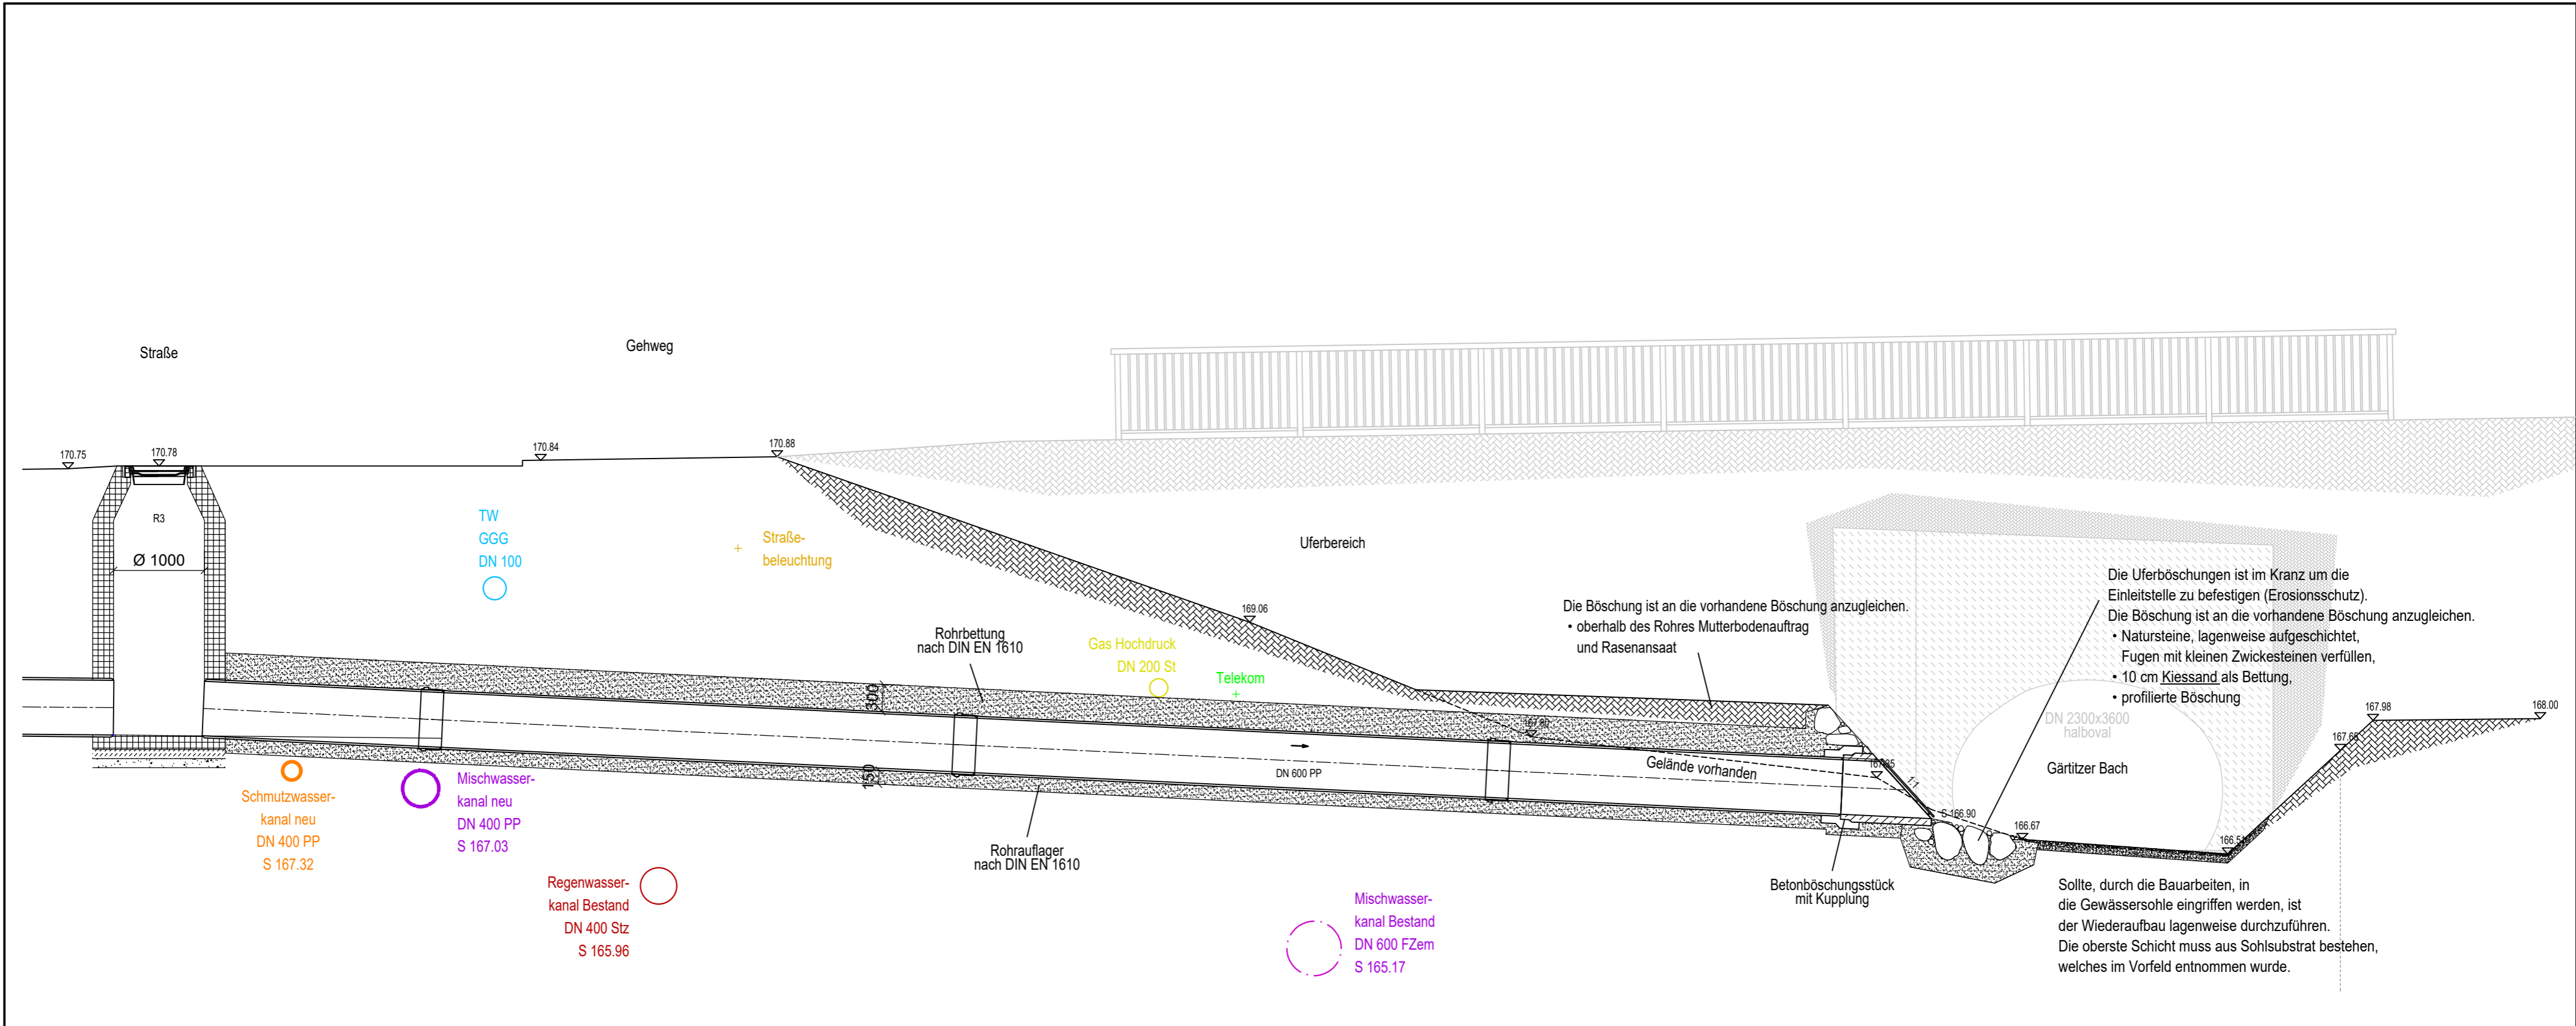 Straße
Gehweg
170.75
170.78
170.84
170.88
R3
Ø 1000
TW
GGG
DN 100
Straße-
beleuchtung
Uferbereich
169.06
Rohrbettung
nach DIN EN 1610
Gas Hochdruck
DN 200 St
Telekom
300
150
Die Böschung ist an die vorhandene Böschung anzugleichen.
• oberhalb des Rohres Mutterbodenauftrag
und Rasenansaat
Die Uferböschungen ist im Kranz um die
Einleitstelle zu befestigen (Erosionsschutz).
Die Böschung ist an die vorhandene Böschung anzugleichen.
• Natursteine, lagenweise aufgeschichtet,
Fugen mit kleinen Zwickesteinen verfüllen,
• 10 cm Kiessand als Bettung,
• profilierte Böschung
DN 2300x3600
halboval
Gärtitzer Bach
167.98
168.00
DN 600 PP
Gelände vorhanden
1:1
S 166.90
166.67
Schmutzwasser-
kanal neu
DN 400 PP
S 167.32
Mischwasser-
kanal neu
DN 400 PP
S 167.03
Rohrauflager
nach DIN EN 1610
Regenwasser-
kanal Bestand
DN 400 Stz
S 165.96
Mischwasser-
kanal Bestand
DN 600 FZem
S 165.17
Betonböschungsstück
mit Kupplung
Sollte, durch die Bauarbeiten, in
die Gewässersohle eingriffen werden, ist
der Wiederaufbau lagenweise durchzuführen.
Die oberste Schicht muss aus Sohlsubstrat bestehen,
welches im Vorfeld entnommen wurde.